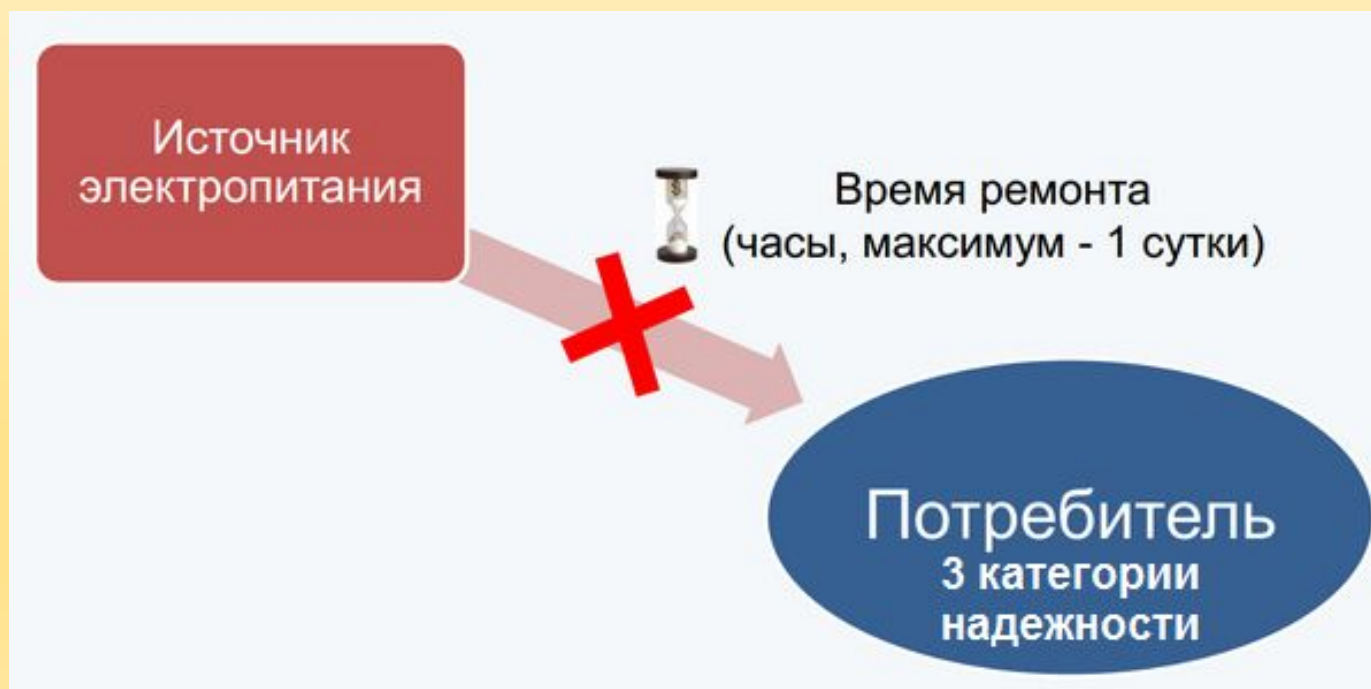 Источник
электропитания
Время ремонта
(часы, максимум - 1 сутки)
Потребитель
3 категории
надежности